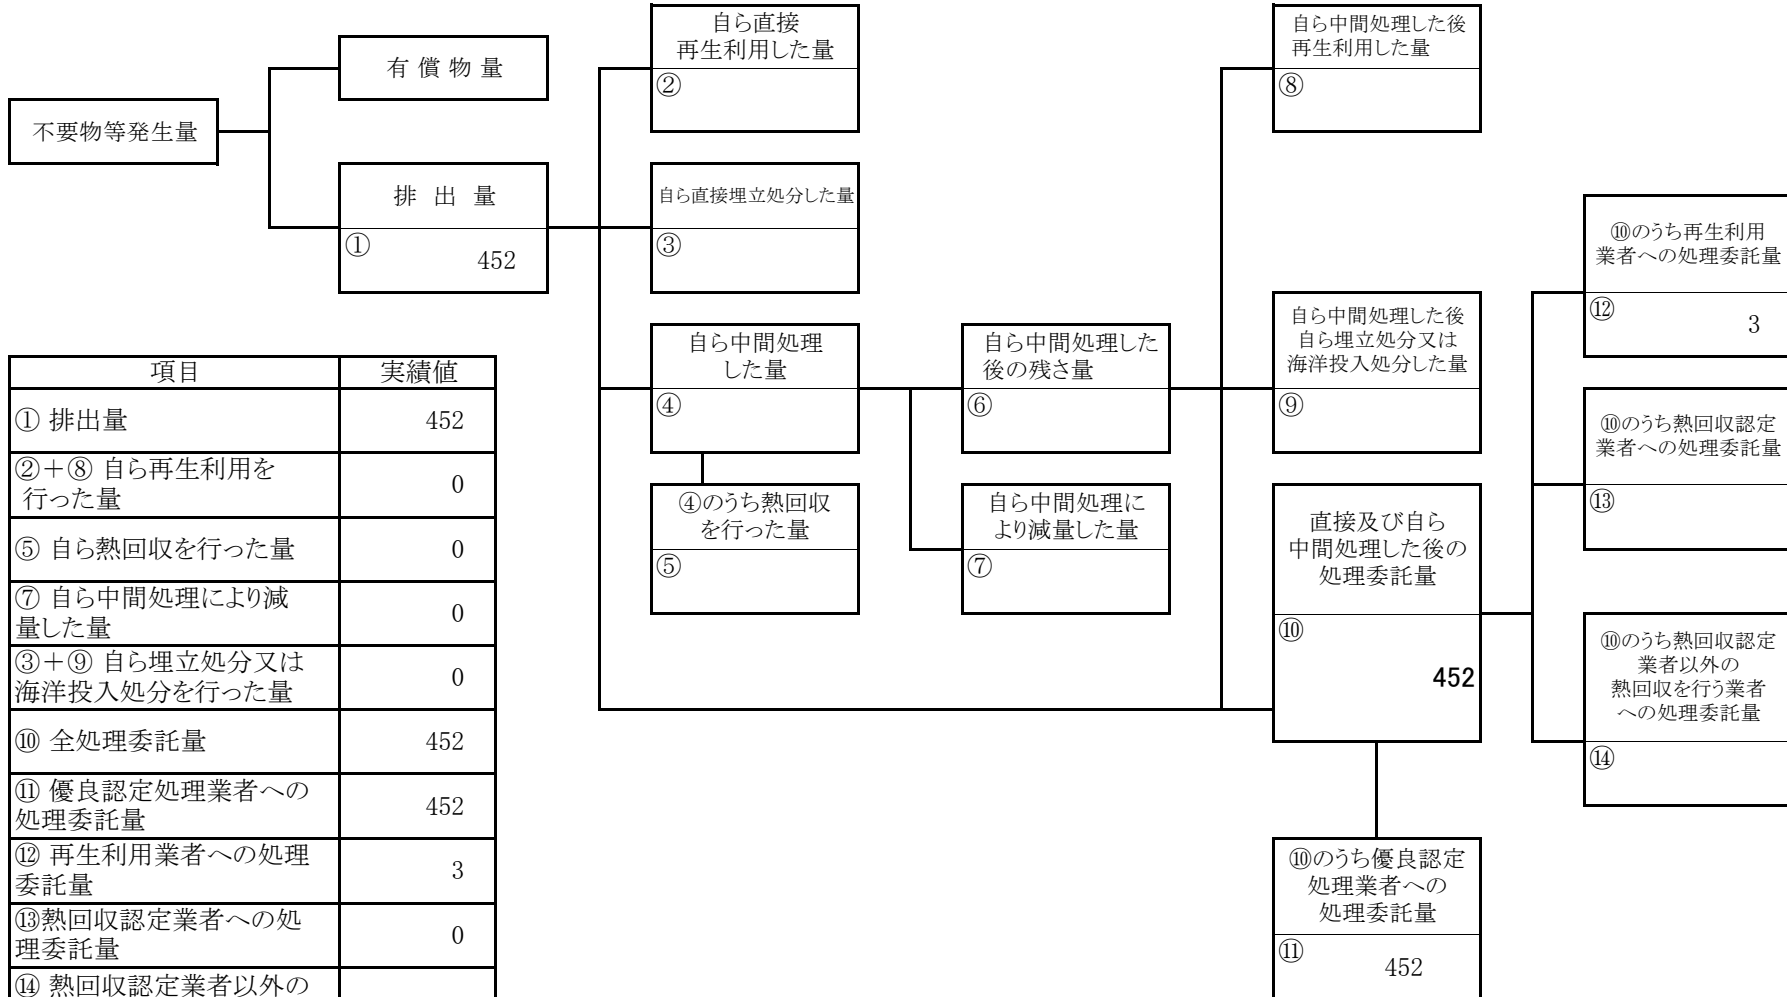 不要物等発生量
有 償 物 量
排 出 量
①
452
自ら直接
再生利用した量
②
自ら直接埋立処分した量
③
自ら中間処理
した量
④
④のうち熱回収
を行った量
⑤
自ら中間処理した
後の残さ量
⑥
自ら中間処理に
より減量した量
⑦
自ら中間処理した後
再生利用した量
⑧
自ら中間処理した後
自ら埋立処分又は
海洋投入処分した量
⑨
直接及び自ら
中間処理した後の
処理委託量
⑩
452
⑩のうち優良認定
処理業者への
処理委託量
⑪
452
⑩のうち再生利用
業者への処理委託量
⑫
3
⑩のうち熱回収認定
業者への処理委託量
⑬
⑩のうち熱回収認定
業者以外の
熱回収を行う業者
への処理委託量
⑭
項目 実績値
① 排出量 452
②+⑧ 自ら再生利用を
行った量 0
⑤ 自ら熱回収を行った量 0
⑦ 自ら中間処理により減
量した量 0
③+⑨ 自ら埋立処分又は
海洋投入処分を行った量 0
⑩ 全処理委託量 452
⑪ 優良認定処理業者への
処理委託量 452
⑫ 再生利用業者への処理
委託量 3
⑬熱回収認定業者への処
理委託量 0
⑭ 熱回収認定業者以外の